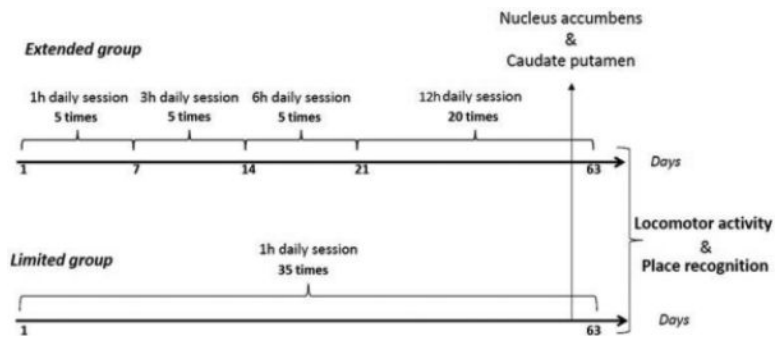 Nucleus accumbens
&
Caudate putamen
Extended group
1h daily session
5 times
3h daily session
5 times
6h daily session
5 times
12h daily session
20 times
1
7
14
21
63
Days
Locomotor activity
&
Place recognition
Limited group
1h daily session
35 times
1
63
Days